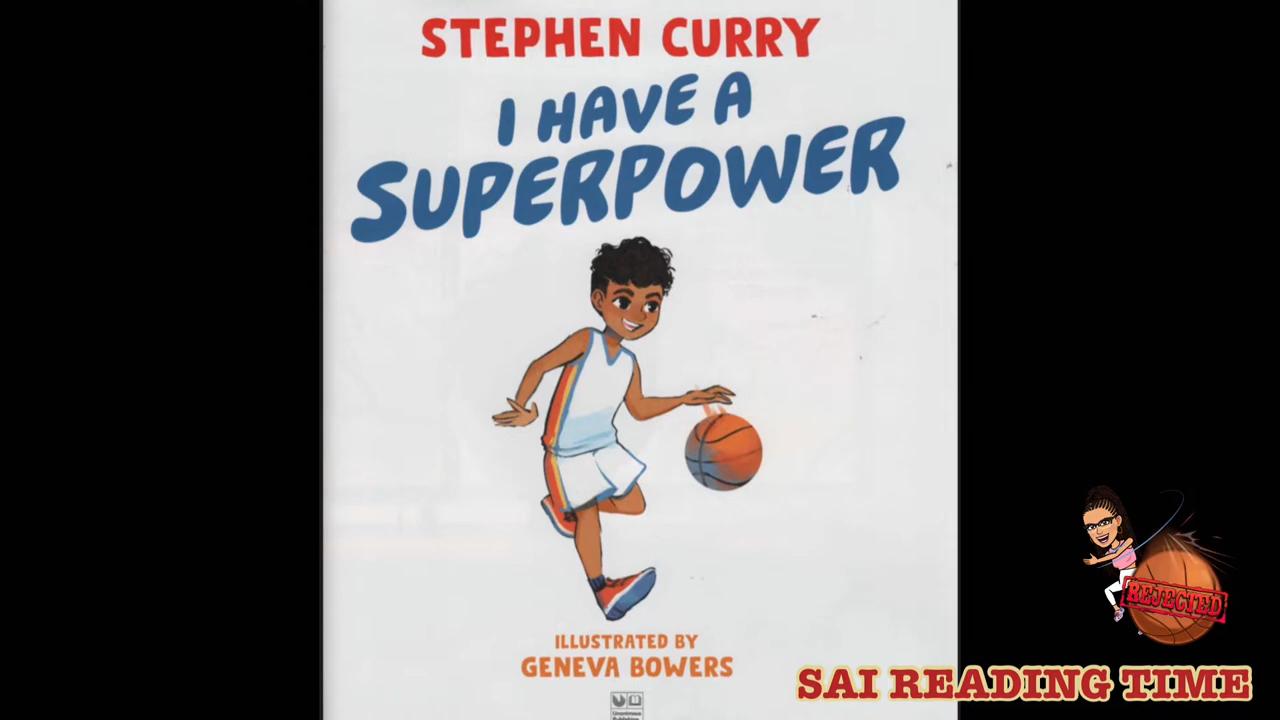 STEPHEN CURRY
I HAVE A
SUPERPOWER
ILLUSTRATED BY
GENEVA BOWERS
REJECTED
SAI READING TIME